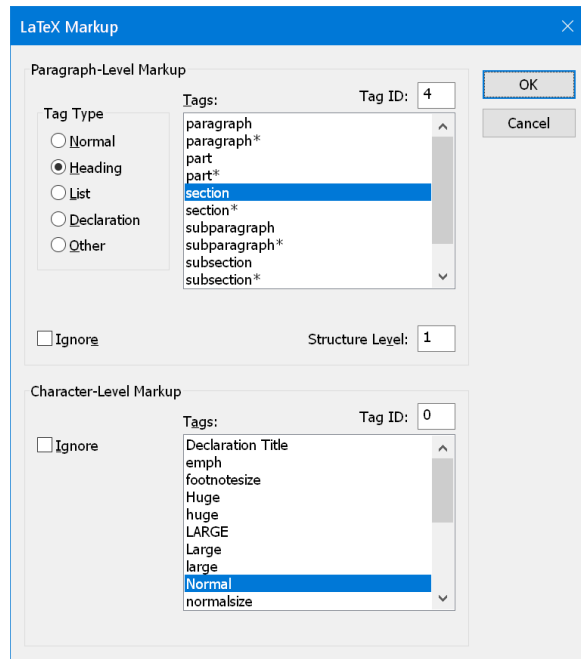 LaTeX Markup
Paragraph-Level Markup
Tag Type
Normal
Heading
List
Declaration
Other
Tags:
Tag ID: 4
paragraph
paragraph*
part
part*
section
section*
subparagraph
subparagraph*
subsection
subsection*
Ignore
Structure Level: 1
OK
Cancel
Character-Level Markup
Ignore
Tags:
Tag ID: 0
Declaration Title
emph
footnotesize
Huge
huge
LARGE
Large
large
Normal
normalsize